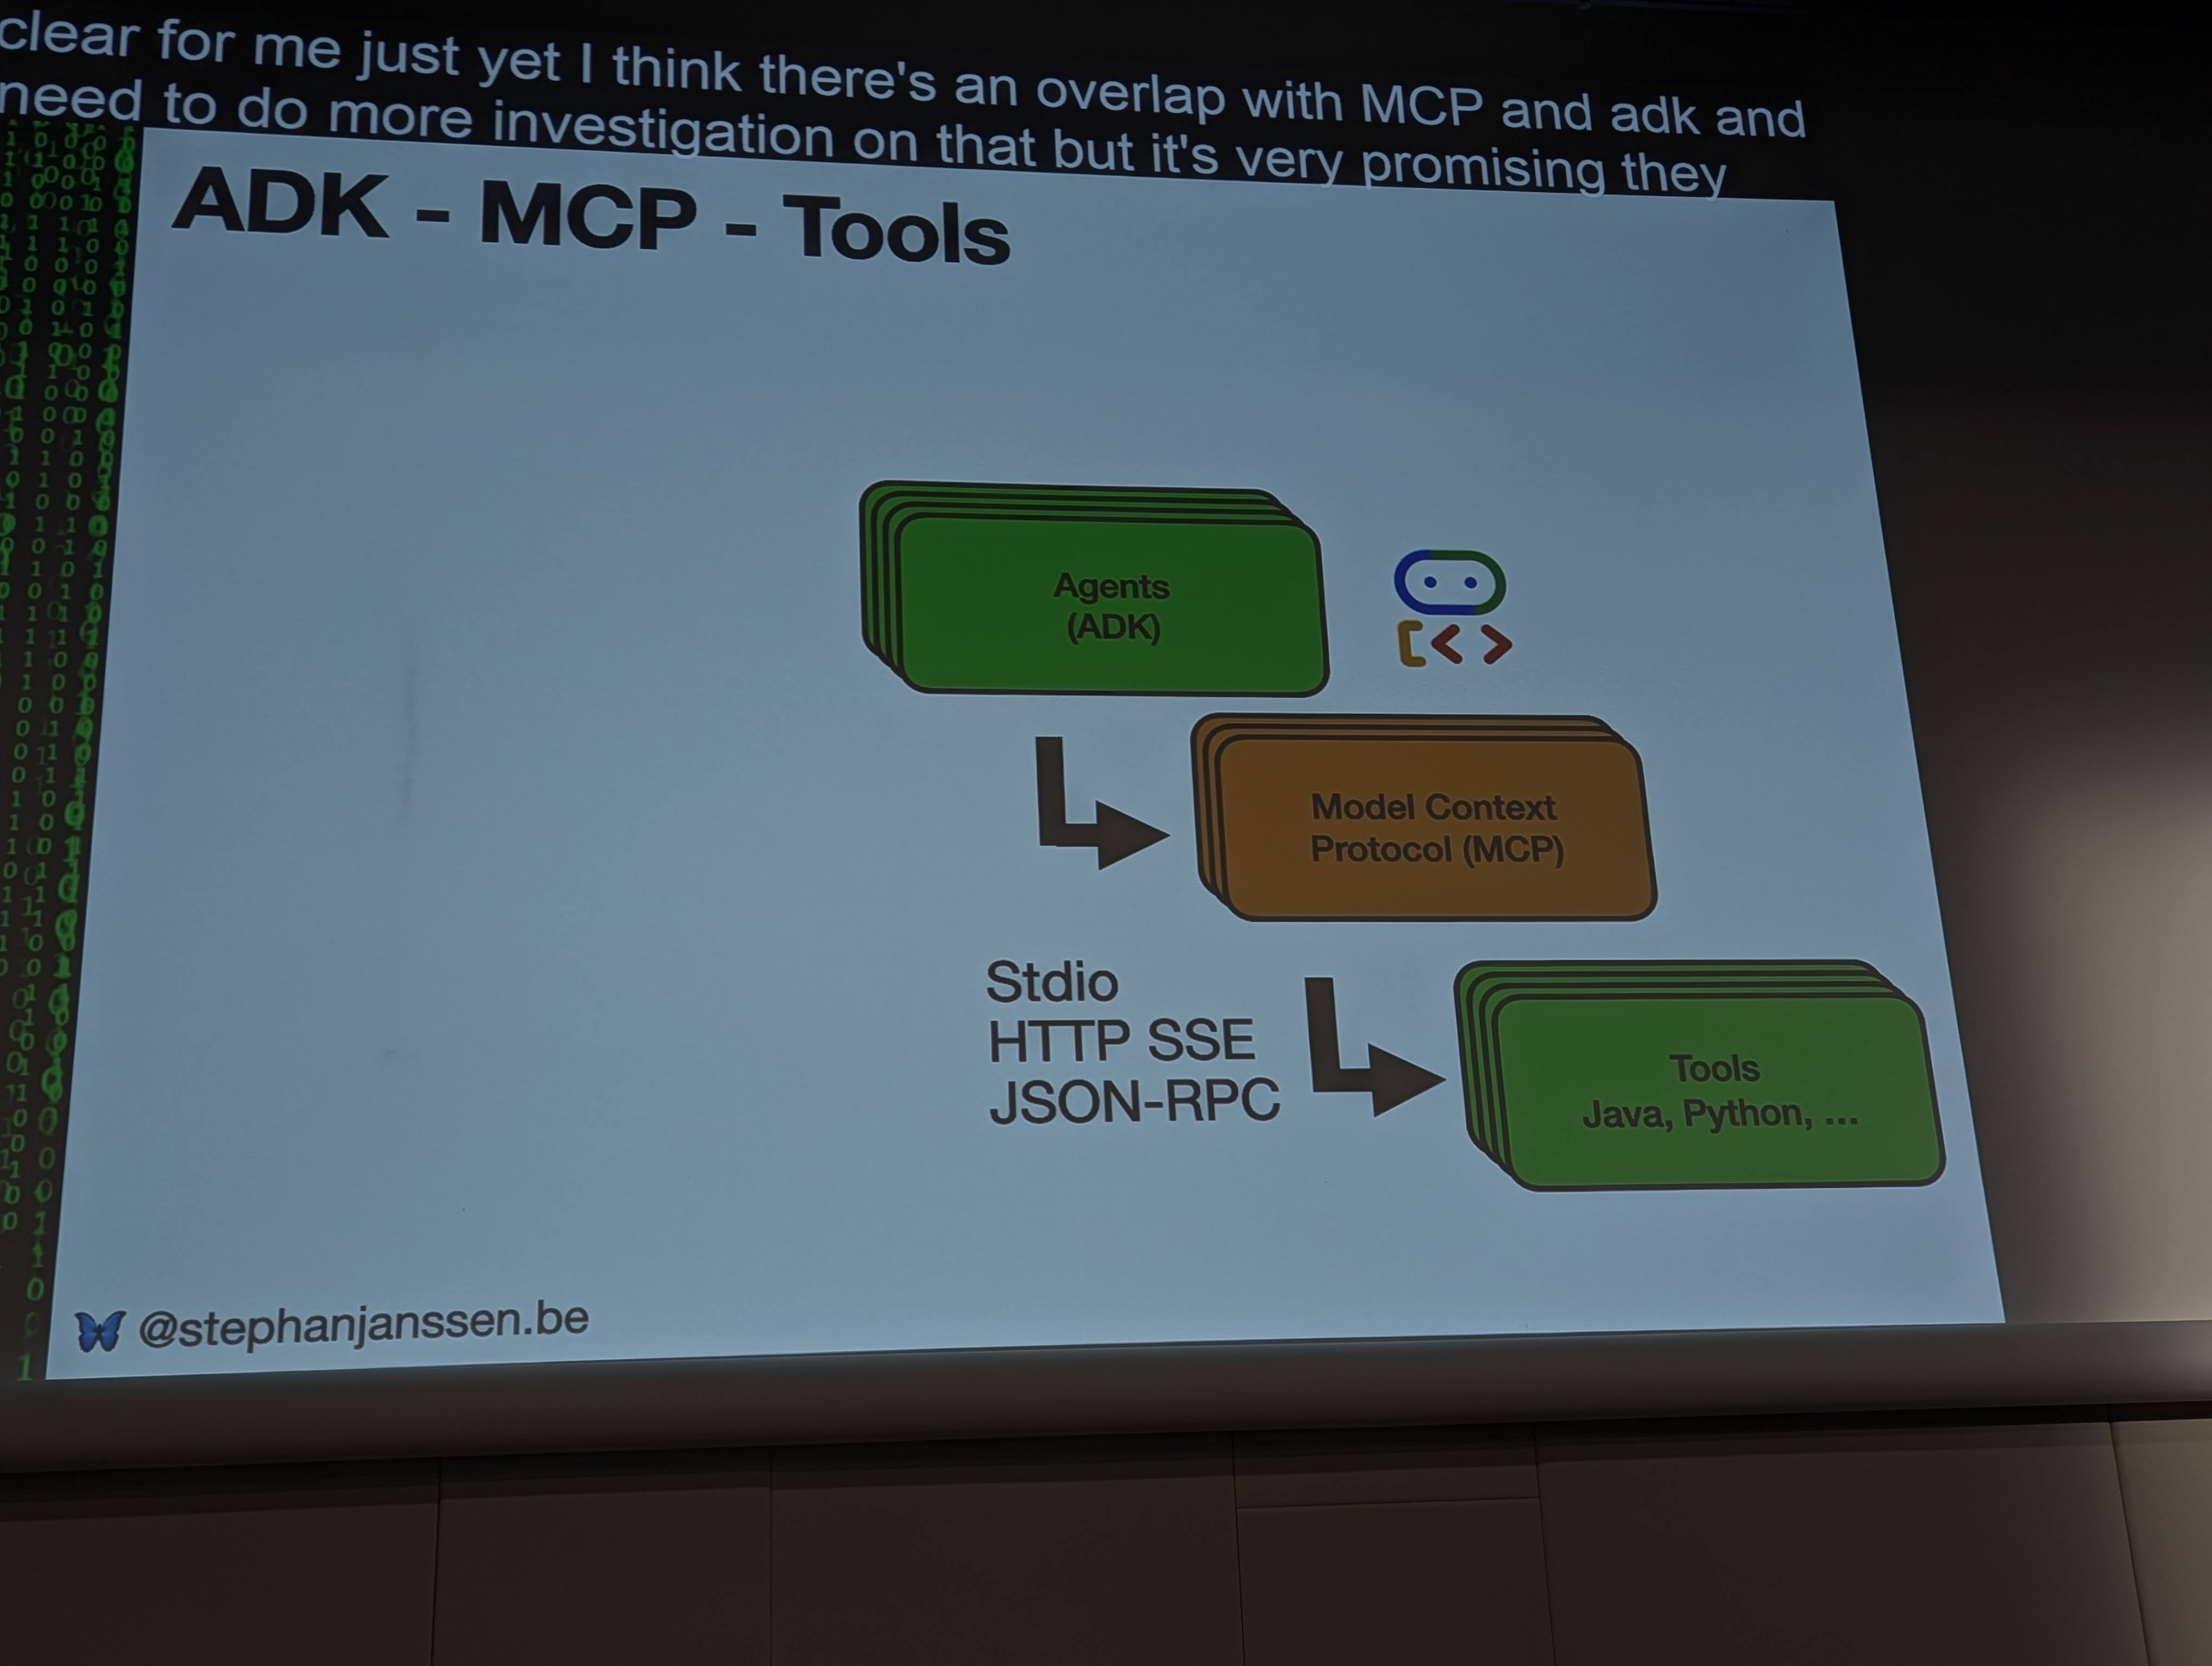 clear for me just yet I think there's an overlap with MCP and adk and
need to do more investigation on that but it's very promising they
ADK - MCP - Tools
Agents
(ADK)
Model Context
Protocol (MCP)
Stdio
HTTP SSE
JSON-RPC
Tools
Java, Python, ...
@stephanjanssen.be